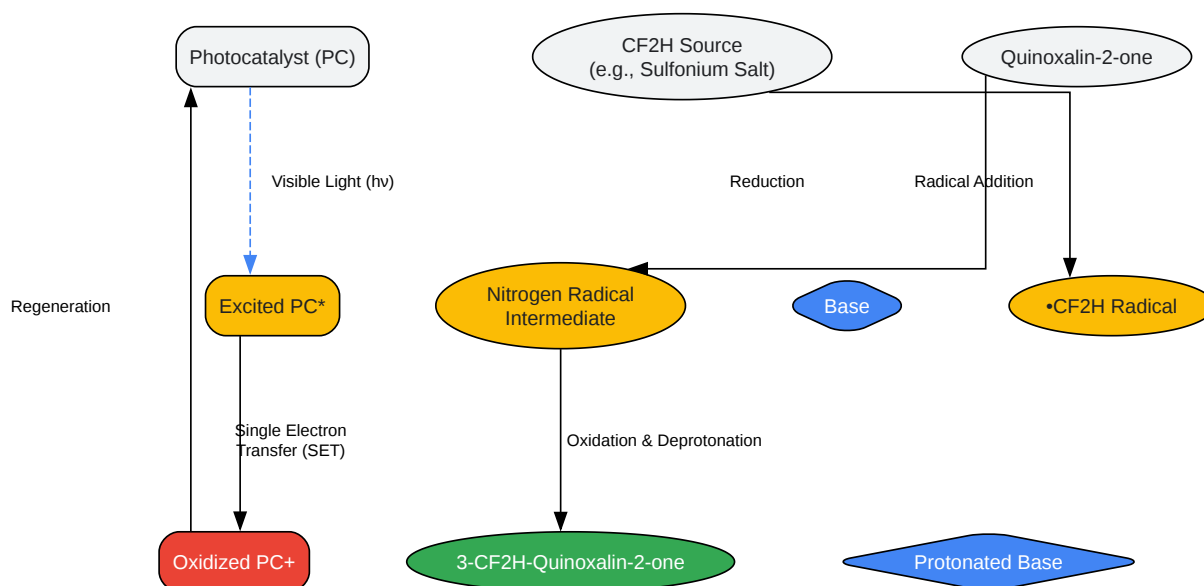 Photocatalyst (PC)
CF2H Source
(e.g., Sulfonium Salt)
Quinoxalin-2-one
Visible Light (hν)
Reduction
Radical Addition
Regeneration
Excited PC*
Nitrogen Radical
Intermediate
Base
•CF2H Radical
Single Electron
Transfer (SET)
Oxidation & Deprotonation
Oxidized PC+
3-CF2H-Quinoxalin-2-one
Protonated Base